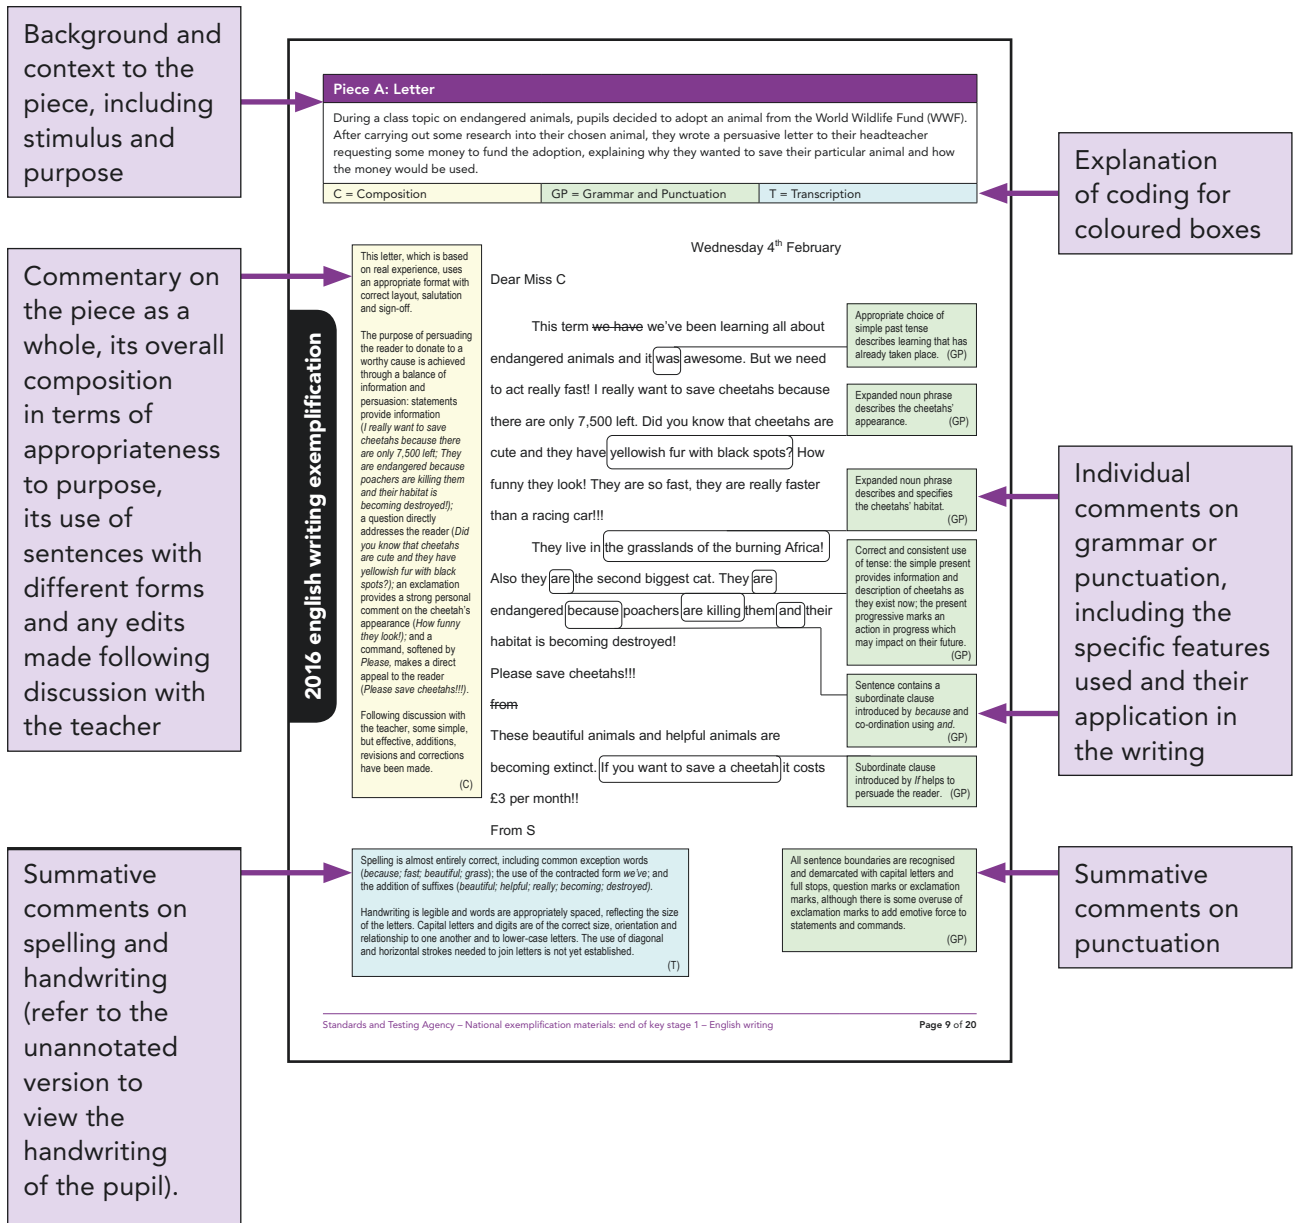 Background and
context to the
piece, including
stimulus and
purpose
Commentary on
the piece as a
whole, its overall
composition
in terms of
appropriateness
to purpose,
its use of
sentences with
different forms
and any edits
made following
discussion with
the teacher
Summative
comments on
spelling and
handwriting
(refer to the
unannotated
version to
view the
handwriting
of the pupil).
2016 english writing exemplification
Piece A: Letter
During a class topic on endangered animals, pupils decided to adopt an animal from the World Wildlife Fund (WWF).
After carrying out some research into their chosen animal, they wrote a persuasive letter to their headteacher
requesting some money to fund the adoption, explaining why they wanted to save their particular animal and how
the money would be used.
C = Composition
GP = Grammar and Punctuation
T = Transcription
This letter, which is based
on real experience, uses
an appropriate format with
correct layout, salutation
and sign-off.
The purpose of persuading
the reader to donate to a
worthy cause is achieved
through a balance of
information and
persuasion: statements
provide information
(I really want to save
cheetahs because there
are only 7,500 left; They
are endangered because
poachers are killing them
and their habitat is
becoming destroyed!);
a question directly
addresses the reader (Did
you know that cheetahs
are cute and they have
yellowish fur with black
spots?); an exclamation
provides a strong personal
comment on the cheetah's
appearance (How funny
they look!); and a
command, softened by
Please, makes a direct
appeal to the reader
(Please save cheetahs!!!).
Following discussion with
the teacher, some simple,
but effective, additions,
revisions and corrections
have been made.
(C)
Wednesday 4th February
Dear Miss C
This term we have we've been learning all about
endangered animals and it was awesome. But we need
to act really fast! I really want to save cheetahs because
there are only 7,500 left. Did you know that cheetahs are
cute and they have yellowish fur with black spots? How
funny they look! They are so fast, they are really faster
than a racing car!!!
They live in the grasslands of the burning Africa!
Also they are the second biggest cat. They are
endangered because poachers are killing them and their
habitat is becoming destroyed!
Please save cheetahs!!!
from
These beautiful animals and helpful animals are
becoming extinct. If you want to save a cheetah it costs
£3 per month!!
From S
Appropriate choice of
simple past tense
describes learning that has
already taken place. (GP)
Expanded noun phrase
describes the cheetahs'
appearance. (GP)
Expanded noun phrase
describes and specifies
the cheetahs' habitat.
(GP)
Correct and consistent use
of tense: the simple present
provides information and
description of cheetahs as
they exist now; the present
progressive marks an
action in progress which
may impact on their future.
(GP)
Sentence contains a
subordinate clause
introduced by because and
co-ordination using and.
(GP)
Subordinate clause
introduced by If helps to
persuade the reader. (GP)
Spelling is almost entirely correct, including common exception words
(because; fast; beautiful; grass); the use of the contracted form we've; and
the addition of suffixes (beautiful; helpful; really; becoming; destroyed).
Handwriting is legible and words are appropriately spaced, reflecting the size
of the letters. Capital letters and digits are of the correct size, orientation and
relationship to one another and to lower-case letters. The use of diagonal
and horizontal strokes needed to join letters is not yet established.
(T)
All sentence boundaries are recognised
and demarcated with capital letters and
full stops, question marks or exclamation
marks, although there is some overuse of
exclamation marks to add emotive force to
statements and commands.
(GP)
Standards and Testing Agency – National exemplification materials: end of key stage 1 – English writing
Page 9 of 20
Explanation
of coding for
coloured boxes
Individual
comments on
grammar or
punctuation,
including the
specific features
used and their
application in
the writing
Summative
comments on
punctuation